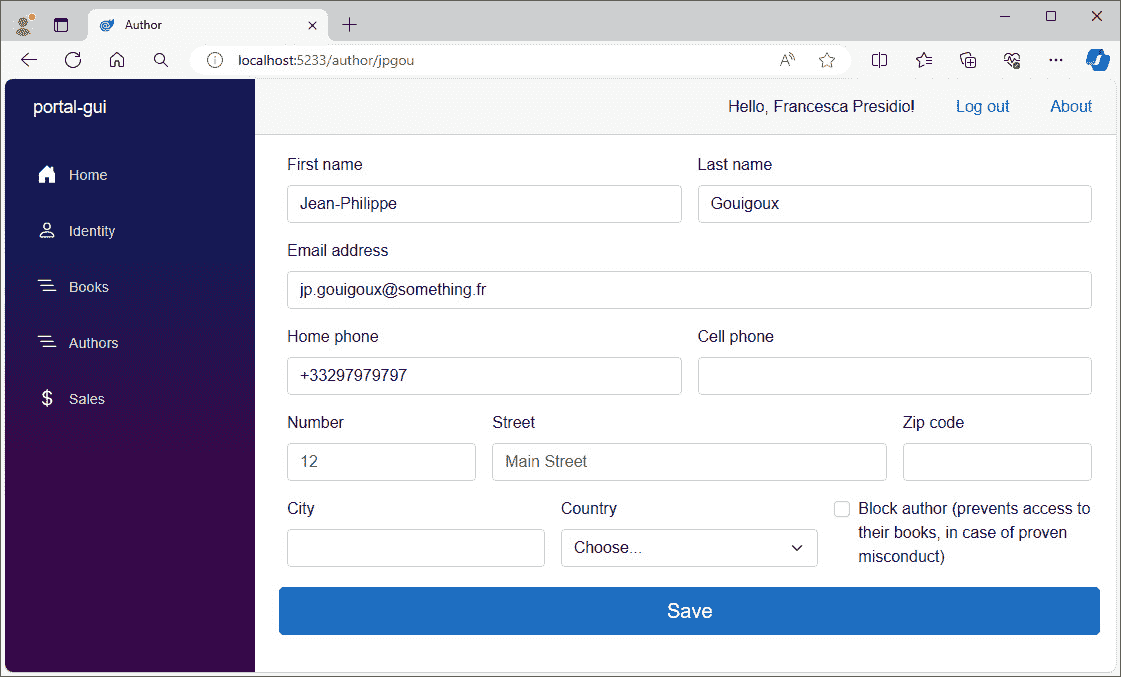 Author
localhost:5233/author/jpgou
portal-gui
Hello, Francesca Presidio!
Log out
About
Home
Identity
Books
Authors
Sales
First name
Last name
Jean-Philippe
Gouigoux
Email address
jp.gouigoux@something.fr
Home phone
Cell phone
+33297979797
Number
Street
Zip code
12
Main Street
City
Country
Block author (prevents access to
their books, in case of proven
misconduct)
Choose...
Save